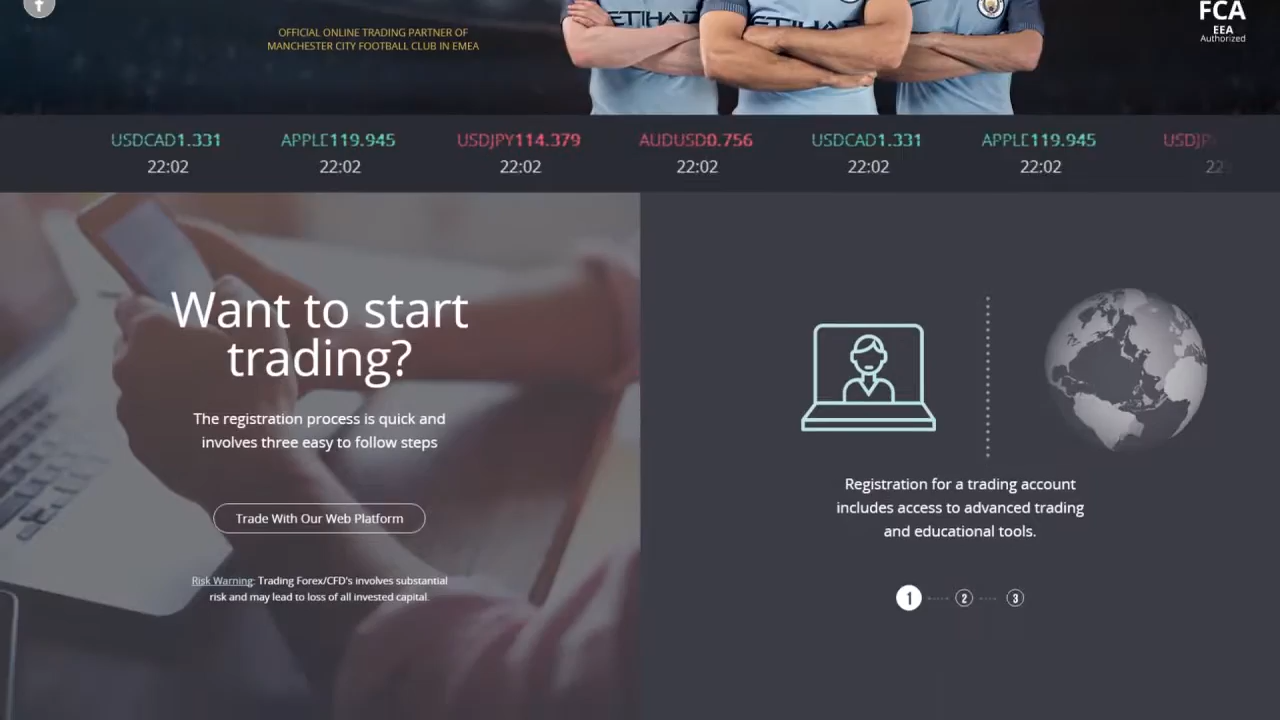 FCA
EEA
Authorized
OFFICIAL ONLINE TRADING PARTNER OF
MANCHESTER CITY FOOTBALL CLUB IN EMEA
ETIHAD ETIHAD
USDCAD1.331 APPLE119.945 USDJPY114.379 AUDUSD0.756 USDCAD1.331 APPLE119.945
22:02 22:02 22:02 22:02 22:02 22:02
Want to start
trading?
The registration process is quick and
involves three easy to follow steps
Trade With Our Web Platform
Risk Warning: Trading Forex/CFD's involves substantial
risk and may lead to loss of all invested capital.
Registration for a trading account
includes access to advanced trading
and educational tools.
1 2 3